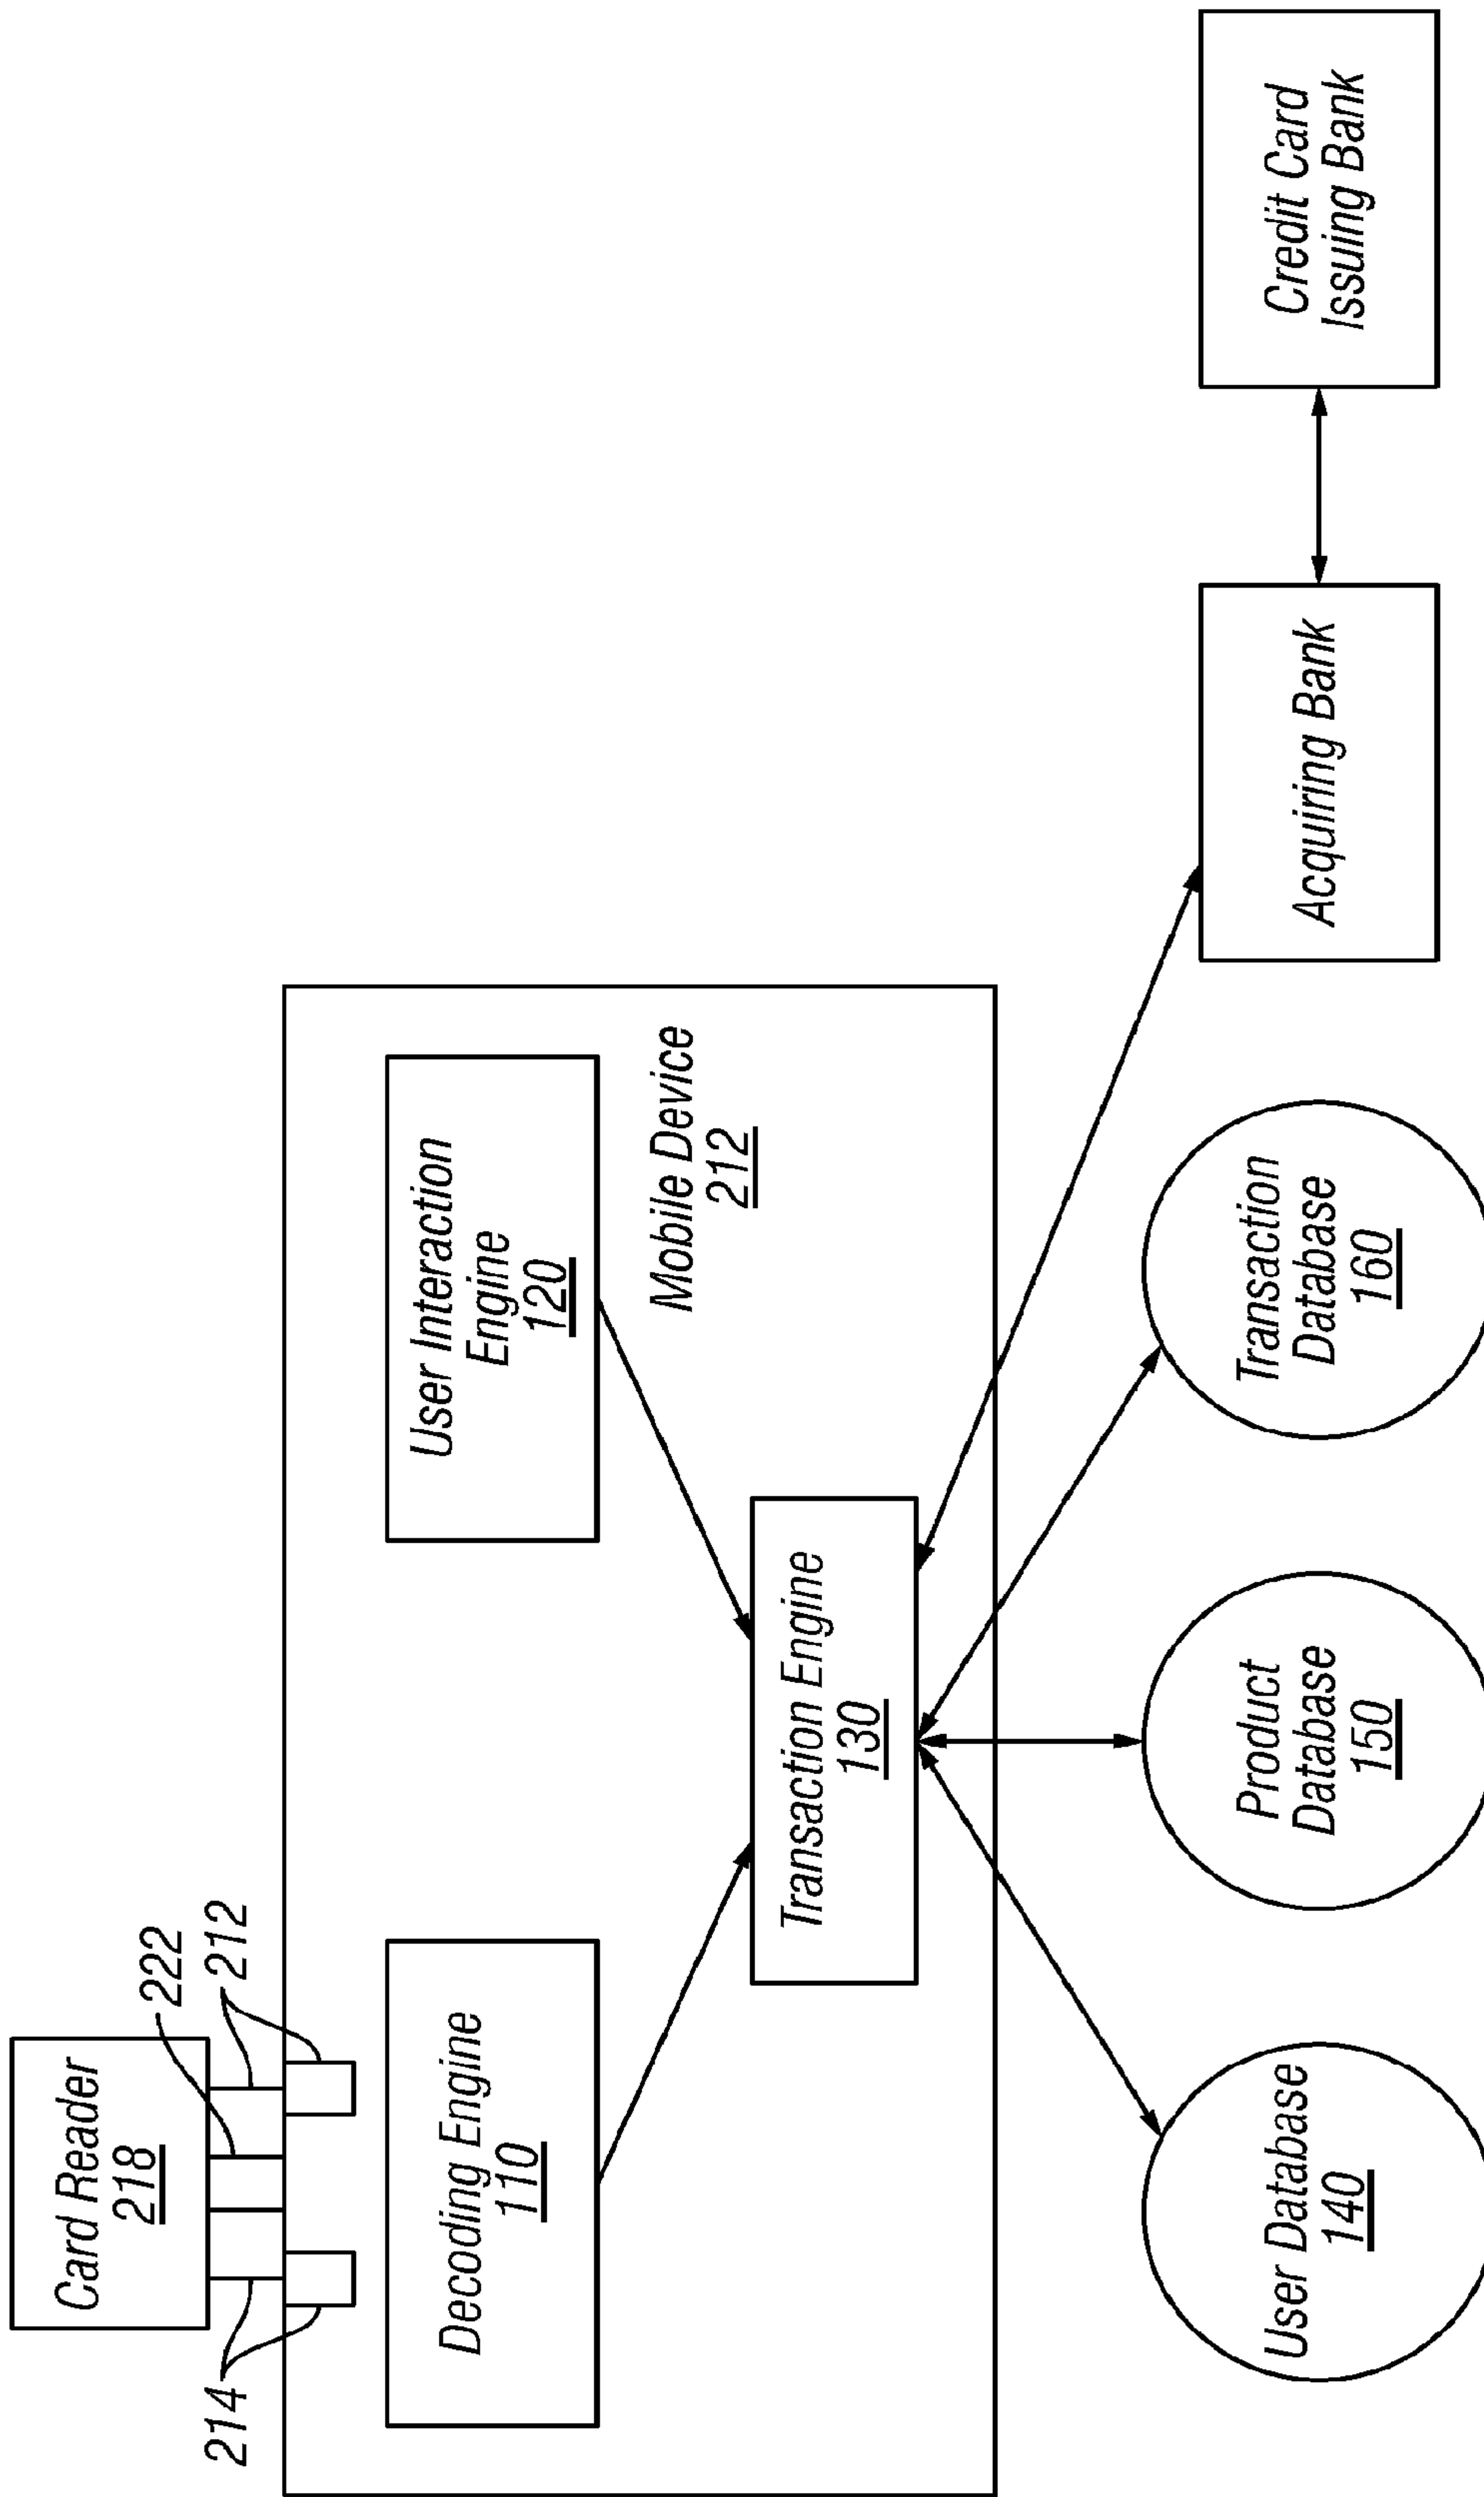 Card Reader
218
222
214
212
Decoding Engine
110
User Interaction
Engine
120
Mobile Device
212
Transaction Engine
130
User Database
140
Product
Database
150
Transaction
Database
160
Acquiring Bank
Credit Card
Issuing Bank